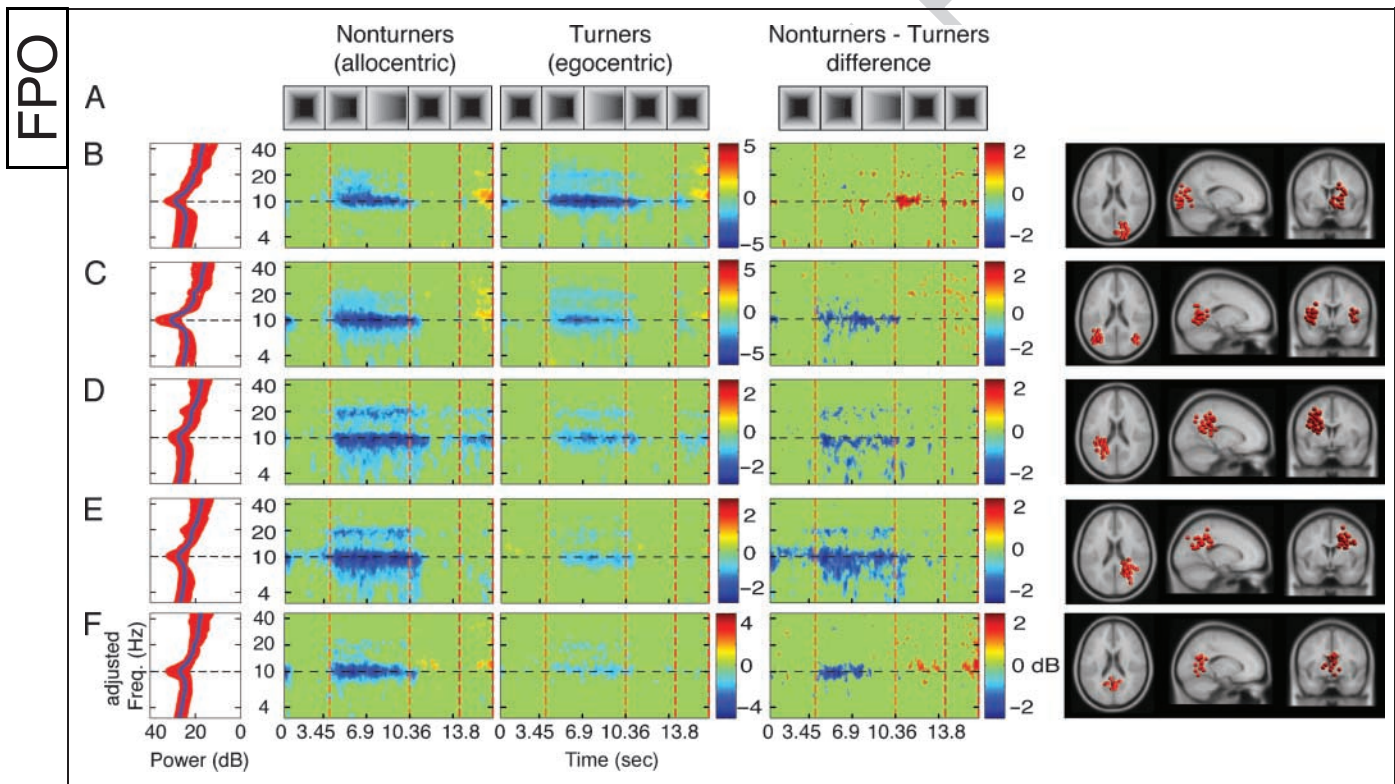 FPO
Nonturners
(allocentric)
Turners
(egocentric)
Nonturners - Turners
difference
A
B
40
20
10
4
5
0
−5
2
0
−2
C
40
20
10
4
5
0
5
2
0
−2
D
40
20
10
4
2
0
−2
2
0
−2
E
40
20
10
4
2
0
−2
2
0
−2
F
adjusted
Freq. (Hz)
40
20
10
4
4
0
−4
2
0 dB
−2
40 20 0
0 3.45 6.9 10.36 13.8
0 3.45 6.9 10.36 13.8
0 3.45 6.9 10.36 13.8
Power (dB)
Time (sec)